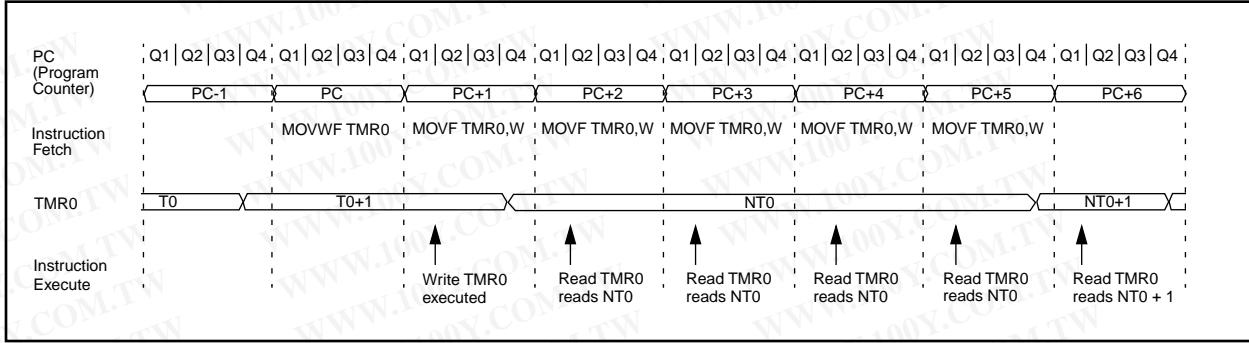 PC
(Program
Counter)
Q1 Q2 Q3 Q4 Q1 Q2 Q3 Q4 Q1 Q2 Q3 Q4 Q1 Q2 Q3 Q4 Q1 Q2 Q3 Q4 Q1 Q2 Q3 Q4 Q1 Q2 Q3 Q4 Q1 Q2 Q3 Q4
PC-1 PC PC+1 PC+2 PC+3 PC+4 PC+5 PC+6
Instruction
Fetch
MOVWF TMR0 MOVF TMR0,W MOVF TMR0,W MOVF TMR0,W MOVF TMR0,W MOVF TMR0,W
TMR0
T0 T0+1 NT0 NT0+1
Instruction
Execute
Write TMR0
executed
Read TMR0
reads NT0
Read TMR0
reads NT0
Read TMR0
reads NT0
Read TMR0
reads NT0
Read TMR0
reads NT0 + 1
WWW.100Y.COM.TW